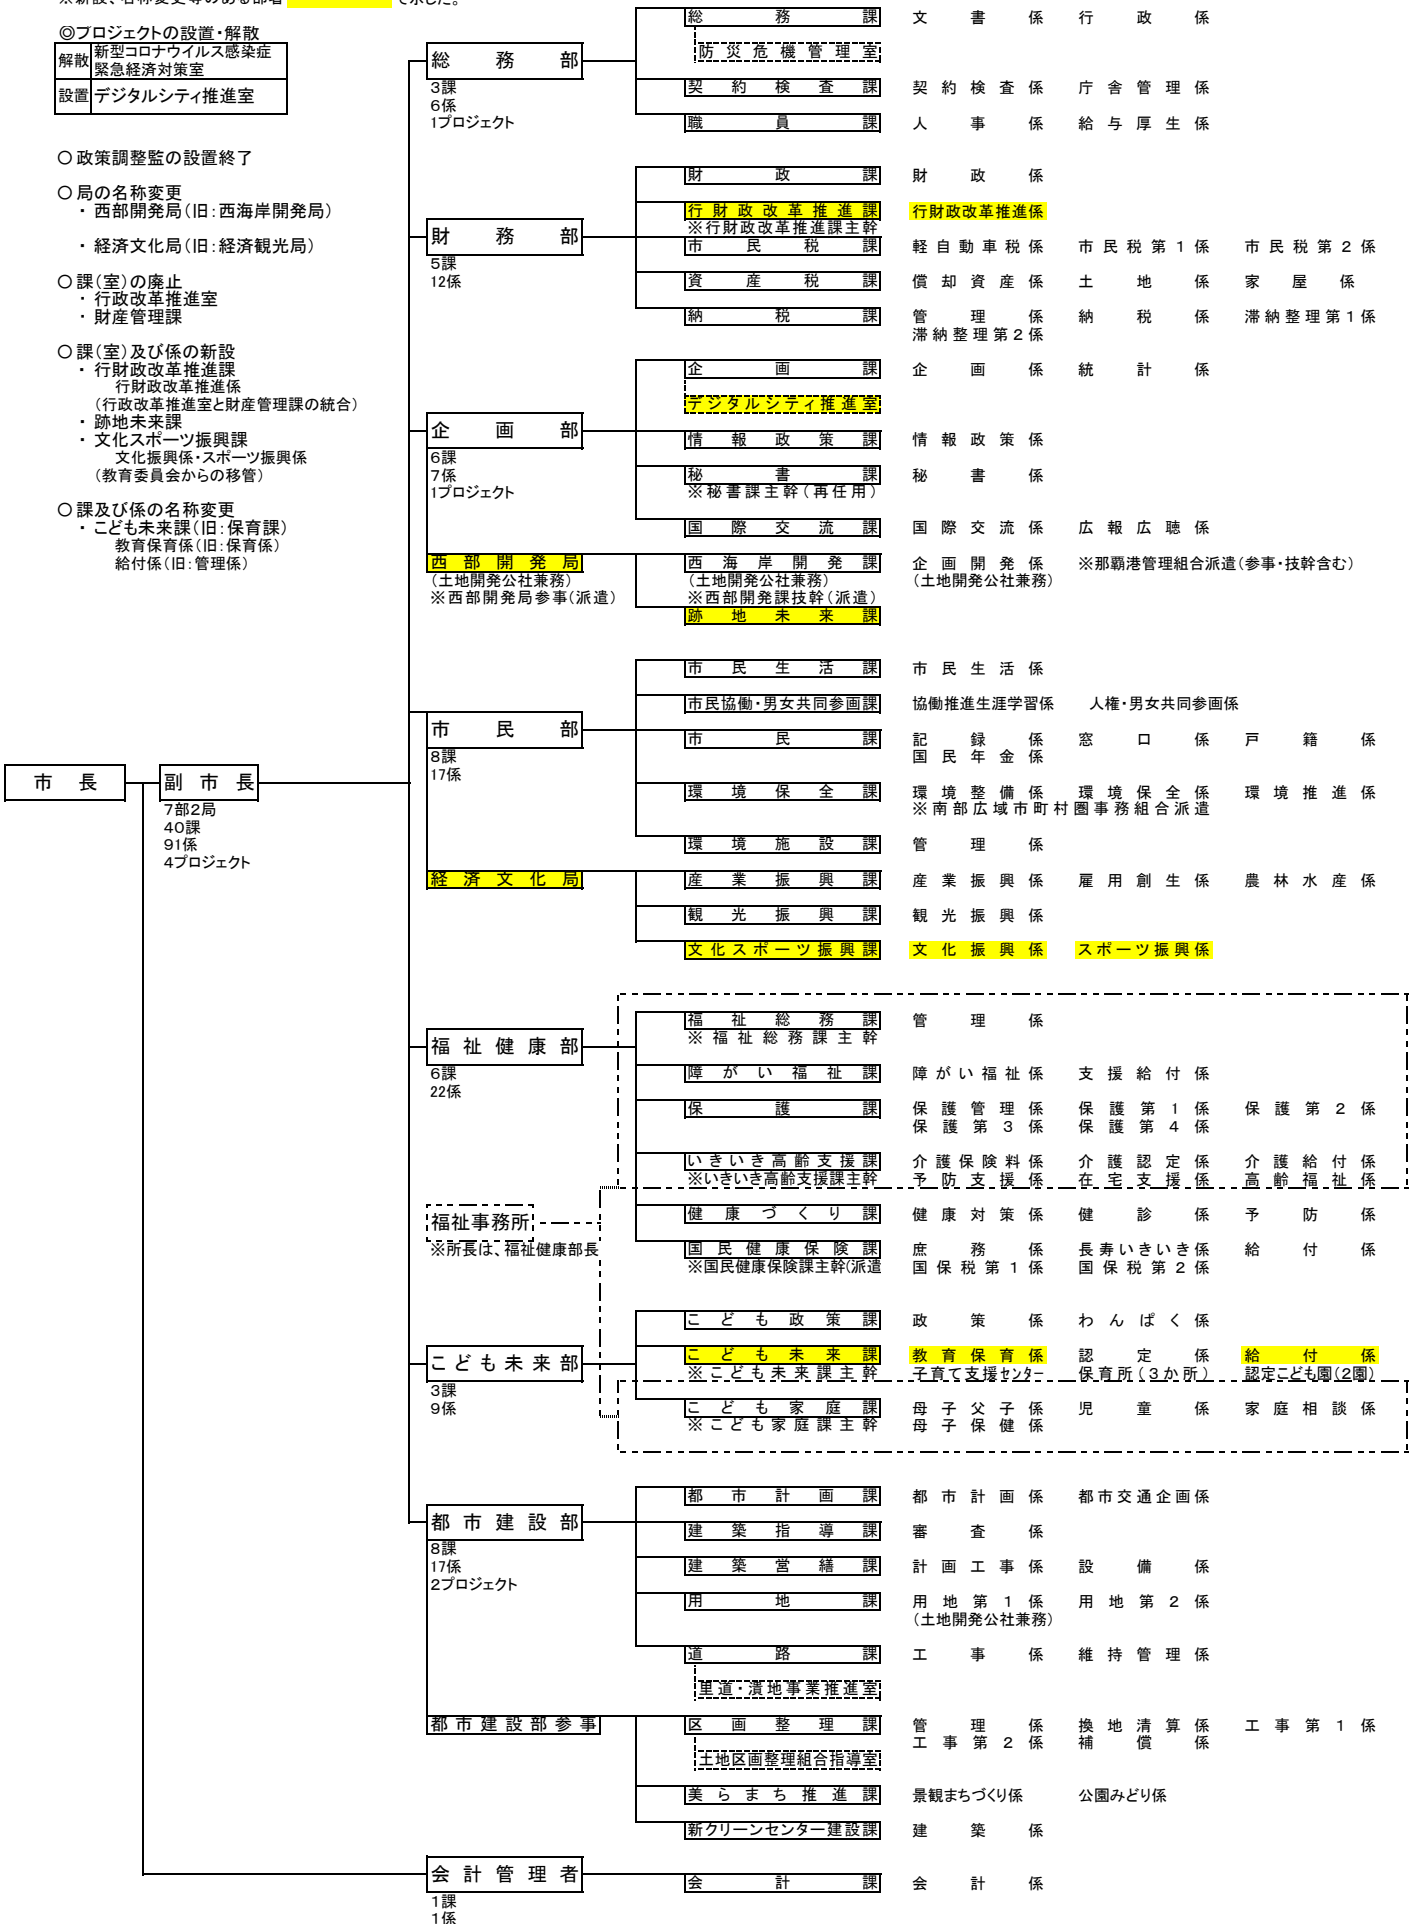 ※新設、名称変更等のある部署 で示した。
◎プロジェクトの設置・解散
解散 新型コロナウイルス感染症
緊急経済対策室
設置 デジタルシティ推進室
○政策調整監の設置終了
○局の名称変更
・西部開発局(旧:西海岸開発局)
・経済文化局(旧:経済観光局)
○課(室)の廃止
・行政改革推進室
・財産管理課
○課(室)及び係の新設
・行財政改革推進課
行財政改革推進係
(行政改革推進室と財産管理課の統合)
・跡地未来課
・文化スポーツ振興課
文化振興係・スポーツ振興係
(教育委員会からの移管)
○課及び係の名称変更
・こども未来課(旧:保育課)
教育保育係(旧:保育係)
給付係(旧:管理係)
市長
副市長
7部2局
40課
91係
4プロジェクト
総務部
3課
6係
1プロジェクト
総務課 文書係 行政係
防災危機管理室
契約検査課 契約検査係 庁舎管理係
職員課 人事係 給与厚生係
財務部
5課
12係
財政課 財政係
行財政改革推進課 行財政改革推進係
※行財政改革推進課主幹
市民税課 軽自動車税係 市民税第1係 市民税第2係
資産税課 償却資産係 土地係 家屋係
納税課 管理係 納税係 滞納整理第1係
滞納整理第2係
企画部
6課
7係
1プロジェクト
企画課 企画係 統計係
デジタルシティ推進室
情報政策課 情報政策係
秘書課 秘書係
※秘書課主幹(再任用)
国際交流課 国際交流係 広報広聴係
西部開発局
(土地開発公社兼務)
※西部開発局参事(派遣)
西海岸開発課 企画開発係 ※那覇港管理組合派遣(参事・技幹含む)
(土地開発公社兼務) (土地開発公社兼務)
※西部開発課技幹(派遣)
跡地未来課
市民部
8課
17係
市民生活課 市民生活係
市民協働・男女共同参画課 協働推進生涯学習係 人権・男女共同参画係
市民課 記録係 窓口係 戸籍係
国民年金係
環境保全課 環境整備係 環境保全係 環境推進係
※南部広域市町村圏事務組合派遣
環境施設課 管理係
経済文化局
産業振興課 産業振興係 雇用創生係 農林水産係
観光振興課 観光振興係
文化スポーツ振興課 文化振興係 スポーツ振興係
福祉健康部
6課
22係
福祉総務課 管理係
※福祉総務課主幹
障がい福祉課 障がい福祉係 支援給付係
保護課 保護管理係 保護第1係 保護第2係
保護第3係 保護第4係
いきいき高齢支援課 介護保険料係 介護認定係 介護給付係
※いきいき高齢支援課主幹 予防支援係 在宅支援係 高齢福祉係
福祉事務所
※所長は、福祉健康部長
健康づくり課 健康対策係 健診係 予防係
国民健康保険課 庶務係 長寿いきいき係 給付係
※国民健康保険課主幹(派遣 国保税第1係 国保税第2係
こども未来部
3課
9係
こども政策課 政策係 わんぱく係
こども未来課 教育保育係 認定係 給付係
※こども未来課主幹 子育て支援センター 保育所(3か所) 認定こども園(2園)
こども家庭課 母子父子係 児童係 家庭相談係
※こども家庭課主幹 母子保健係
都市建設部
8課
17係
2プロジェクト
都市計画課 都市計画係 都市交通企画係
建築指導課 審査係
建築営繕課 計画工事係 設備係
用地課 用地第1係 用地第2係
(土地開発公社兼務)
道路課 工事係 維持管理係
里道・潰地事業推進室
都市建設部参事
区画整理課 管理係 換地清算係 工事第1係
工事第2係 補償係
土地区画整理組合指導室
美らまち推進課 景観まちづくり係 公園みどり係
新クリーンセンター建設課 建築係
会計管理者
1課
1係
会計課 会計係